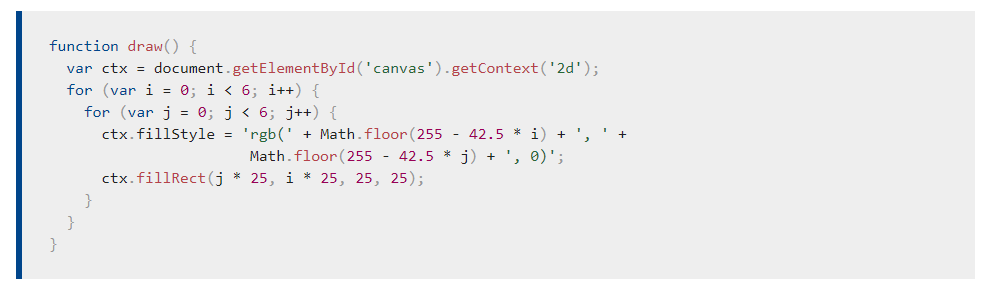 function draw() {
  var ctx = document.getElementById('canvas').getContext('2d');
  for (var i = 0; i < 6; i++) {
    for (var j = 0; j < 6; j++) {
      ctx.fillStyle = 'rgb(' + Math.floor(255 - 42.5 * i) + ', ' +
                       Math.floor(255 - 42.5 * j) + ', 0)';
      ctx.fillRect(j * 25, i * 25, 25, 25);
    }
  }
}